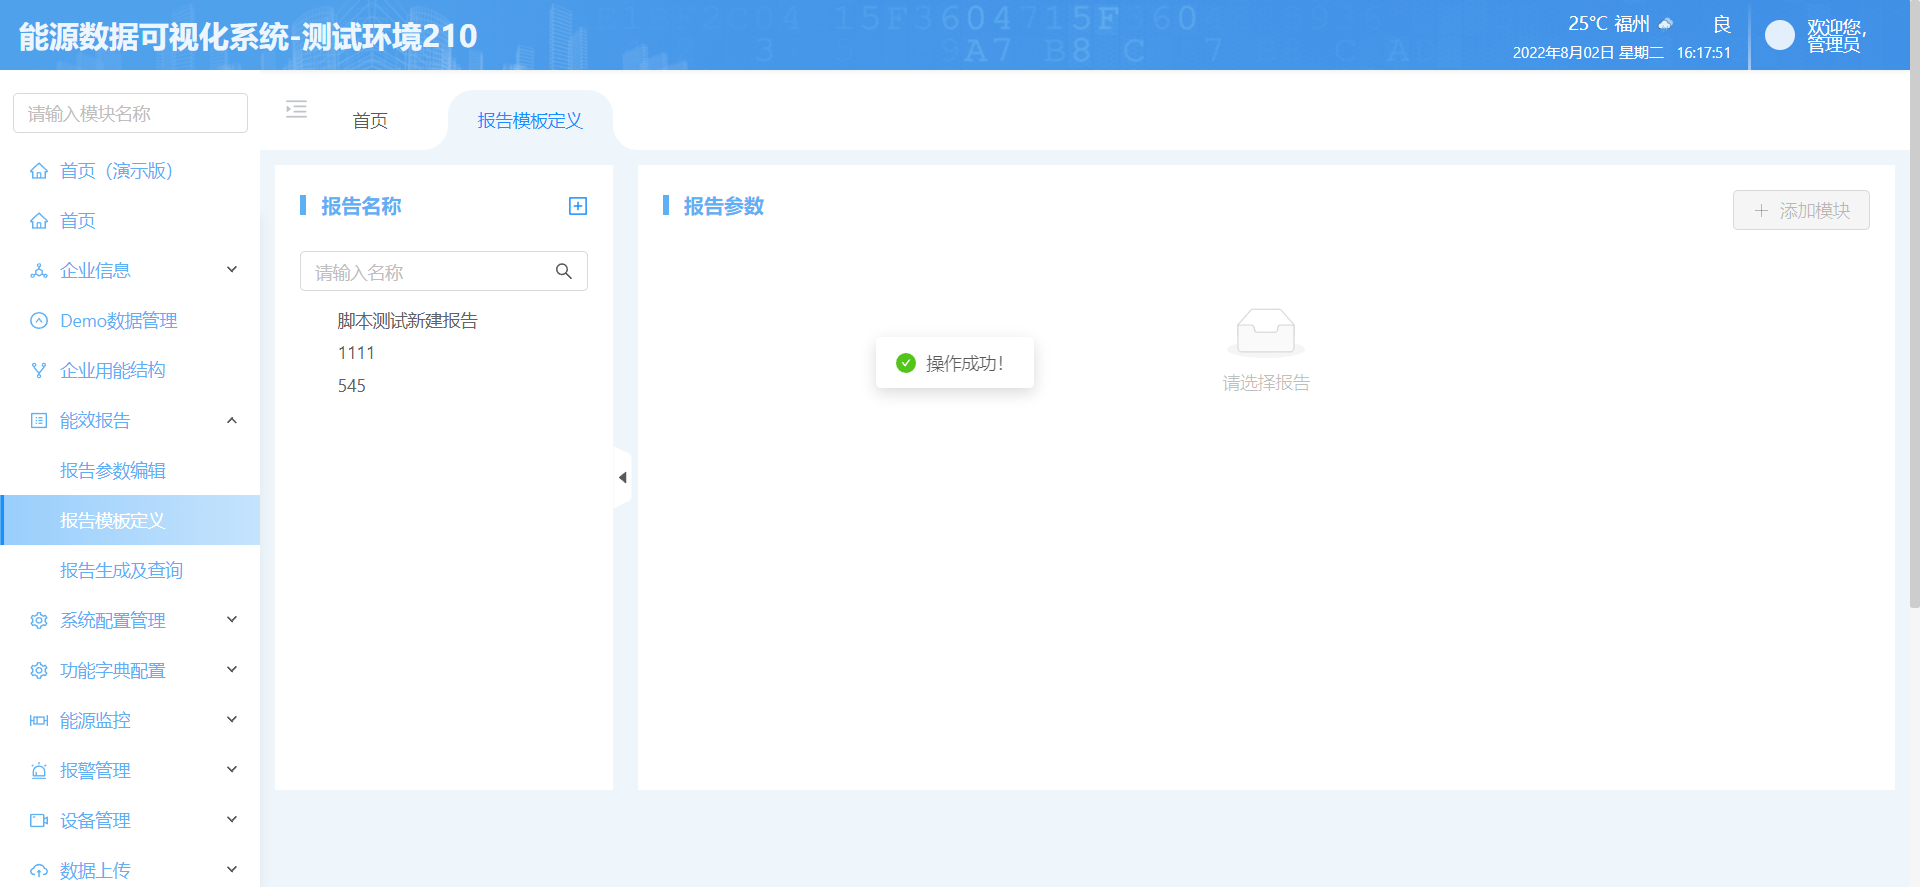 能源数据可视化系统-测试环境210
25℃ 福州 良
2022年8月02日 星期二 16:17:51
欢迎您,
管理员
请输入模块名称
首页（演示版）
首页
企业信息
Demo数据管理
企业用能结构
能效报告
报告参数编辑
报告模板定义
报告生成及查询
系统配置管理
功能字典配置
能源监控
报警管理
设备管理
数据上传
首页
报告模板定义
报告名称
请输入名称
脚本测试新建报告
1111
545
报告参数
添加模块
操作成功！
请选择报告